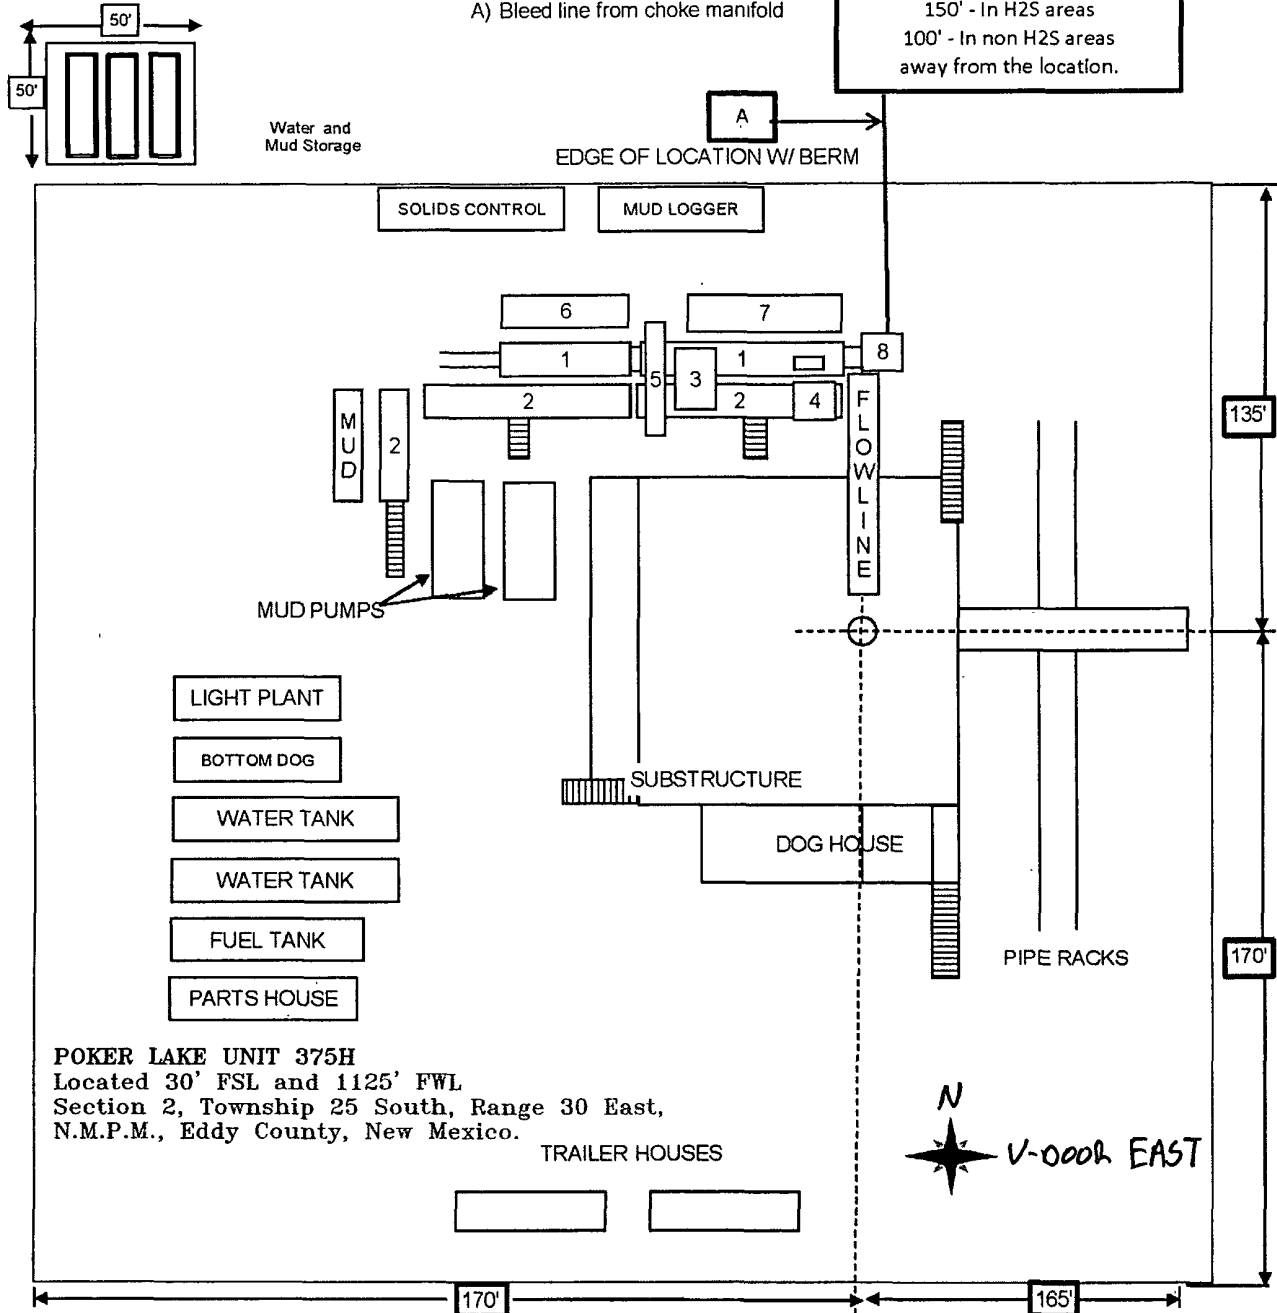 50'
A) Bleed line from choke manifold
150' - In H2S areas
100' - In non H2S areas
away from the location.
50'
A
Water and
Mud Storage
EDGE OF LOCATION W/ BERM
SOLIDS CONTROL
MUD LOGGER
6
7
1
1
8
5
3
2
2
4
MUD
2
FLOWLINE
135'
MUD PUMPS
LIGHT PLANT
BOTTOM DOG
SUBSTRUCTURE
WATER TANK
DOG HOUSE
WATER TANK
FUEL TANK
PIPE RACKS
170'
PARTS HOUSE
POKER LAKE UNIT 375H
Located 30' FSL and 1125' FWL
Section 2, Township 25 South, Range 30 East,
N.M.P.M., Eddy County, New Mexico.
N
V-DOOR EAST
TRAILER HOUSES
170'
165'